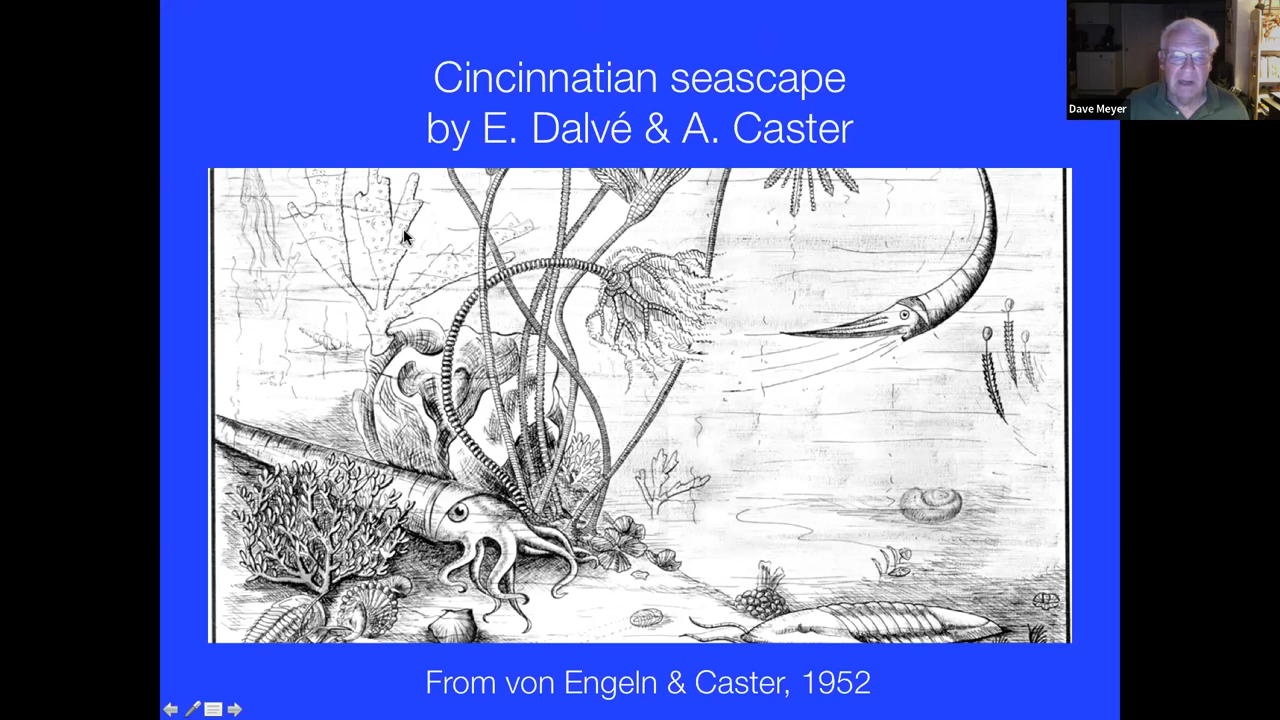 Cincinnatian seascape
by E. Dalvé & A. Caster
Dave Meyer
From von Engeln & Caster, 1952